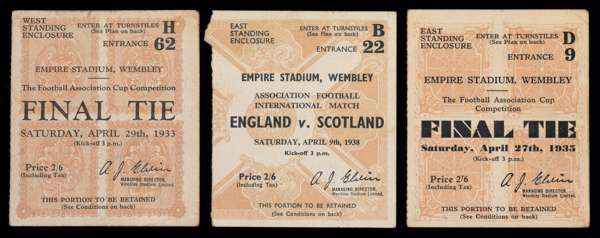 WEST
STANDING
ENCLOSURE
ENTER AT TURNSTILES
(See Plan on back)
H
ENTRANCE 62
EMPIRE STADIUM, WEMBLEY
The Football Association Cup Competition
FINAL TIE
SATURDAY, APRIL 29th, 1933
(Kick-off 3 p.m.)
Price 2/6
(Including Tax)
A J Elvin
MANAGING DIRECTOR,
Wembley Stadium Limited.
THIS PORTION TO BE RETAINED
(See Conditions on back)
EAST
STANDING
ENCLOSURE
ENTER AT TURNSTILES
(See Plan on back)
B
ENTRANCE 22
EMPIRE STADIUM, WEMBLEY
ASSOCIATION FOOTBALL
INTERNATIONAL MATCH
ENGLAND v. SCOTLAND
SATURDAY, APRIL 9th, 1938
Kick-off 3 p.m.
Price 2/6
(Including Tax)
A J Elvin
MANAGING DIRECTOR,
Wembley Stadium Limited.
THIS PORTION TO BE RETAINED
(See Conditions on back)
EAST
STANDING
ENCLOSURE
ENTER AT TURNSTILES
(See Plan on back)
D
ENTRANCE 9
EMPIRE STADIUM, WEMBLEY
The Football Association Cup
Competition
FINAL TIE
Saturday, April 27th, 1935
(Kick-off 3 p.m.)
Price 2/6
(Including Tax)
A J Elvin
MANAGING DIRECTOR,
Wembley Stadium Limited.
THIS PORTION TO BE RETAINED
(See Conditions on back)